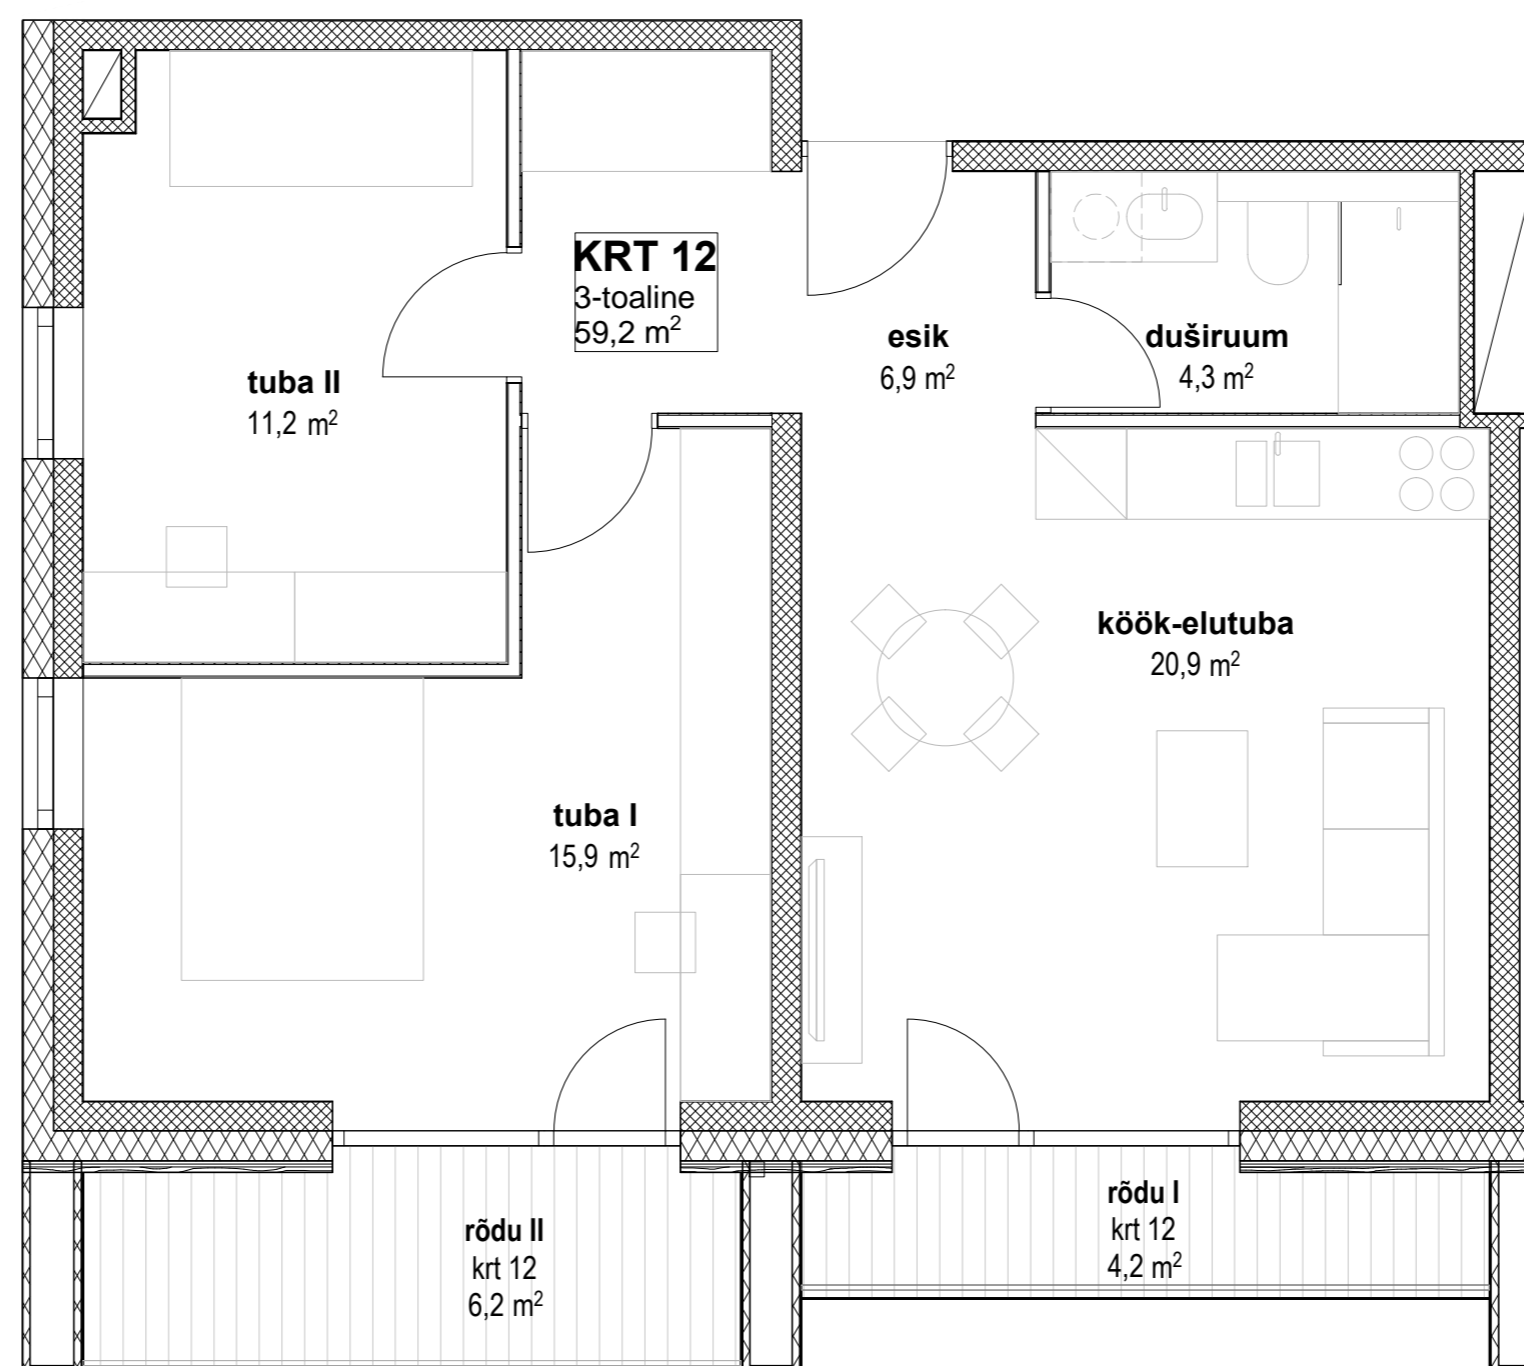 KRT 12
3-toaline
59,2 m²
esik
6,9 m²
duširuum
4,3 m²
tuba II
11,2 m²
köök-elutuba
20,9 m²
tuba I
15,9 m²
rõdu I
krt 12
4,2 m²
rõdu II
krt 12
6,2 m²